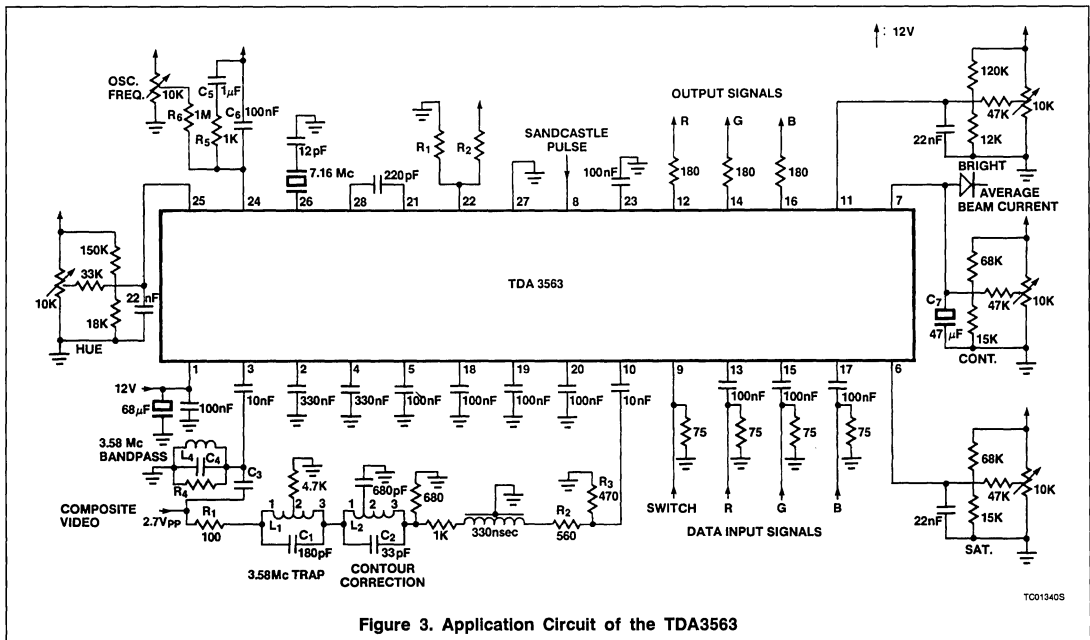 : 12V
OSC.
FREQ.
10K
R6
1M
C5
1μF
R5
1K
C6
100nF
12pF
7.16 Mc
220pF
R1
R2
SANDCASTLE
PULSE
100nF
OUTPUT SIGNALS
R
G
B
180
180
180
22nF
120K
47K
10K
12K
BRIGHT
AVERAGE
BEAM CURRENT
25
24
26
28
21
22
27
8
23
12
14
16
11
7
TDA 3563
150K
33K
10K
22 nF
18K
HUE
68K
47K
10K
C7
47 μF
15K
CONT.
1
3
2
4
5
18
19
20
10
9
13
15
17
6
12V
68μF
100nF
10nF
330nF
330nF
100nF
100nF
100nF
100nF
10nF
100nF
100nF
100nF
75
75
75
75
3.58 Mc
BANDPASS
L4
C4
R4
C3
COMPOSITE
VIDEO
2.7VPP
R1
100
4.7K
1
2
3
L1
C1
180pF
3.58Mc TRAP
680pF
1
2
3
L2
C2
33pF
CONTOUR
CORRECTION
680
1K
330nsec
R2
560
R3
470
SWITCH
R
G
B
DATA INPUT SIGNALS
68K
47K
10K
22nF
15K
SAT.
TC01340S
Figure 3. Application Circuit of the TDA3563